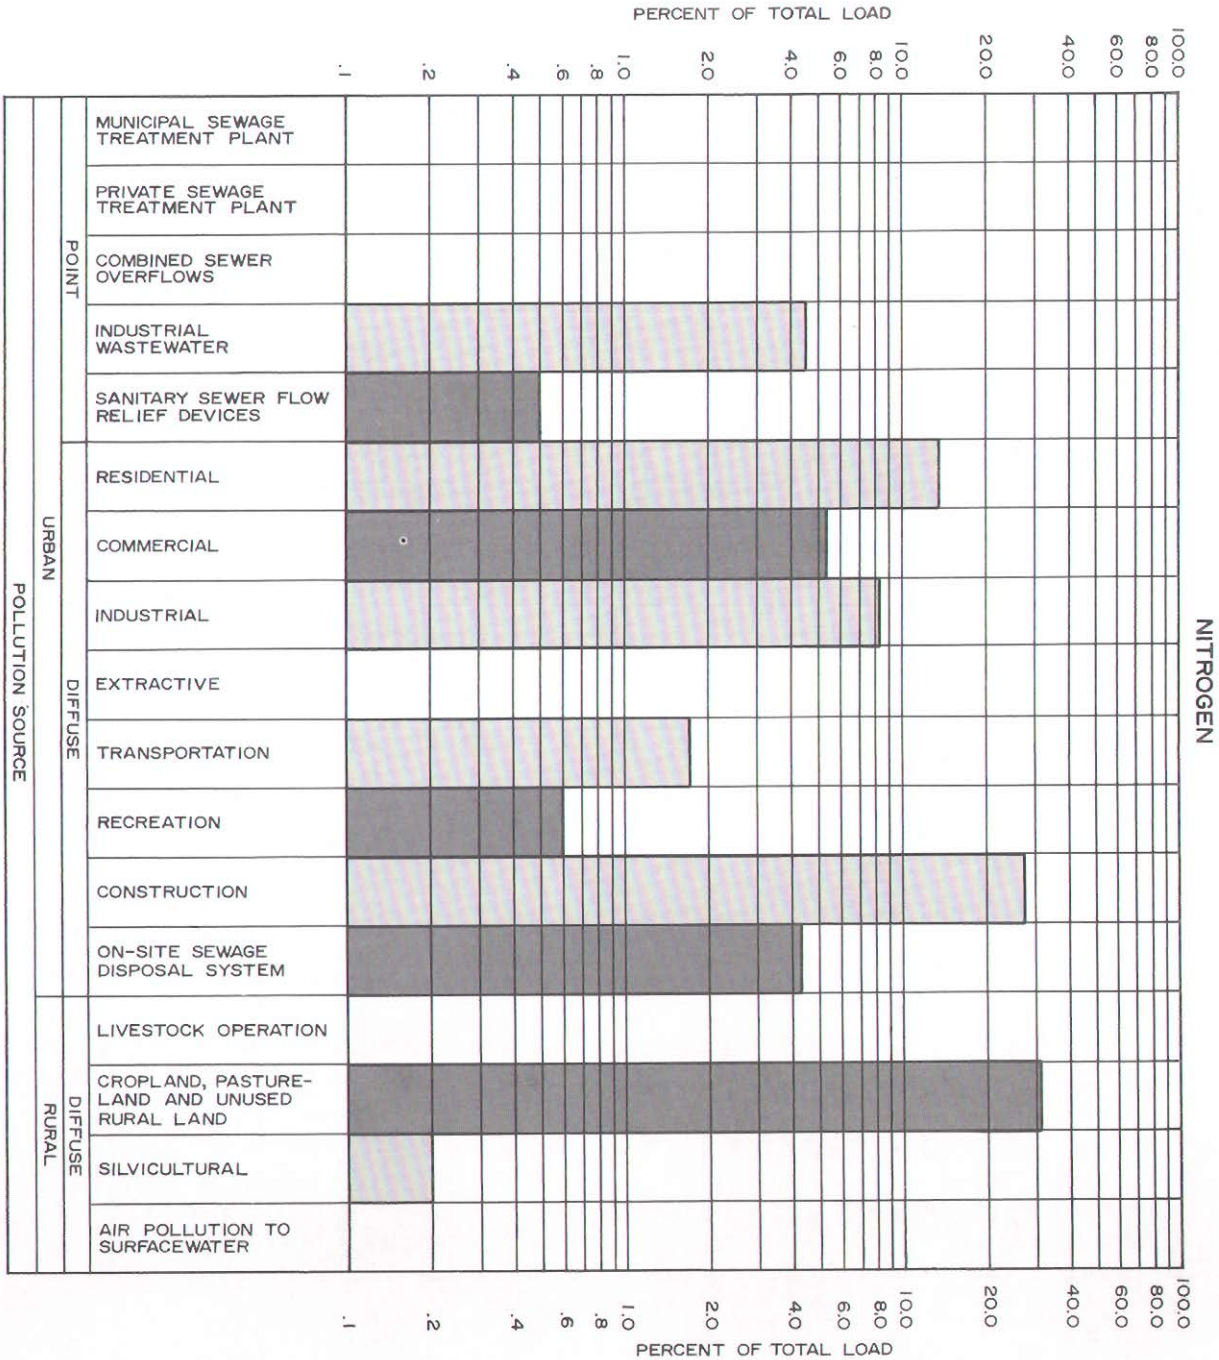 PERCENT OF TOTAL LOAD
.1
.2
.4
.6
.8
1.0
2.0
4.0
6.0
8.0
10.0
20.0
40.0
60.0
80.0
100.0
NITROGEN
MUNICIPAL SEWAGE
TREATMENT PLANT
PRIVATE SEWAGE
TREATMENT PLANT
COMBINED SEWER
OVERFLOWS
INDUSTRIAL
WASTEWATER
SANITARY SEWER FLOW
RELIEF DEVICES
RESIDENTIAL
COMMERCIAL
INDUSTRIAL
EXTRACTIVE
TRANSPORTATION
RECREATION
CONSTRUCTION
ON-SITE SEWAGE
DISPOSAL SYSTEM
LIVESTOCK OPERATION
CROPLAND, PASTURE-
LAND AND UNUSED
RURAL LAND
SILVICULTURAL
AIR POLLUTION TO
SURFACEWATER
POINT
DIFFUSE
DIFFUSE
URBAN
RURAL
POLLUTION SOURCE
.1
.2
.4
.6
.8
1.0
2.0
4.0
6.0
8.0
10.0
20.0
40.0
60.0
80.0
100.0
PERCENT OF TOTAL LOAD